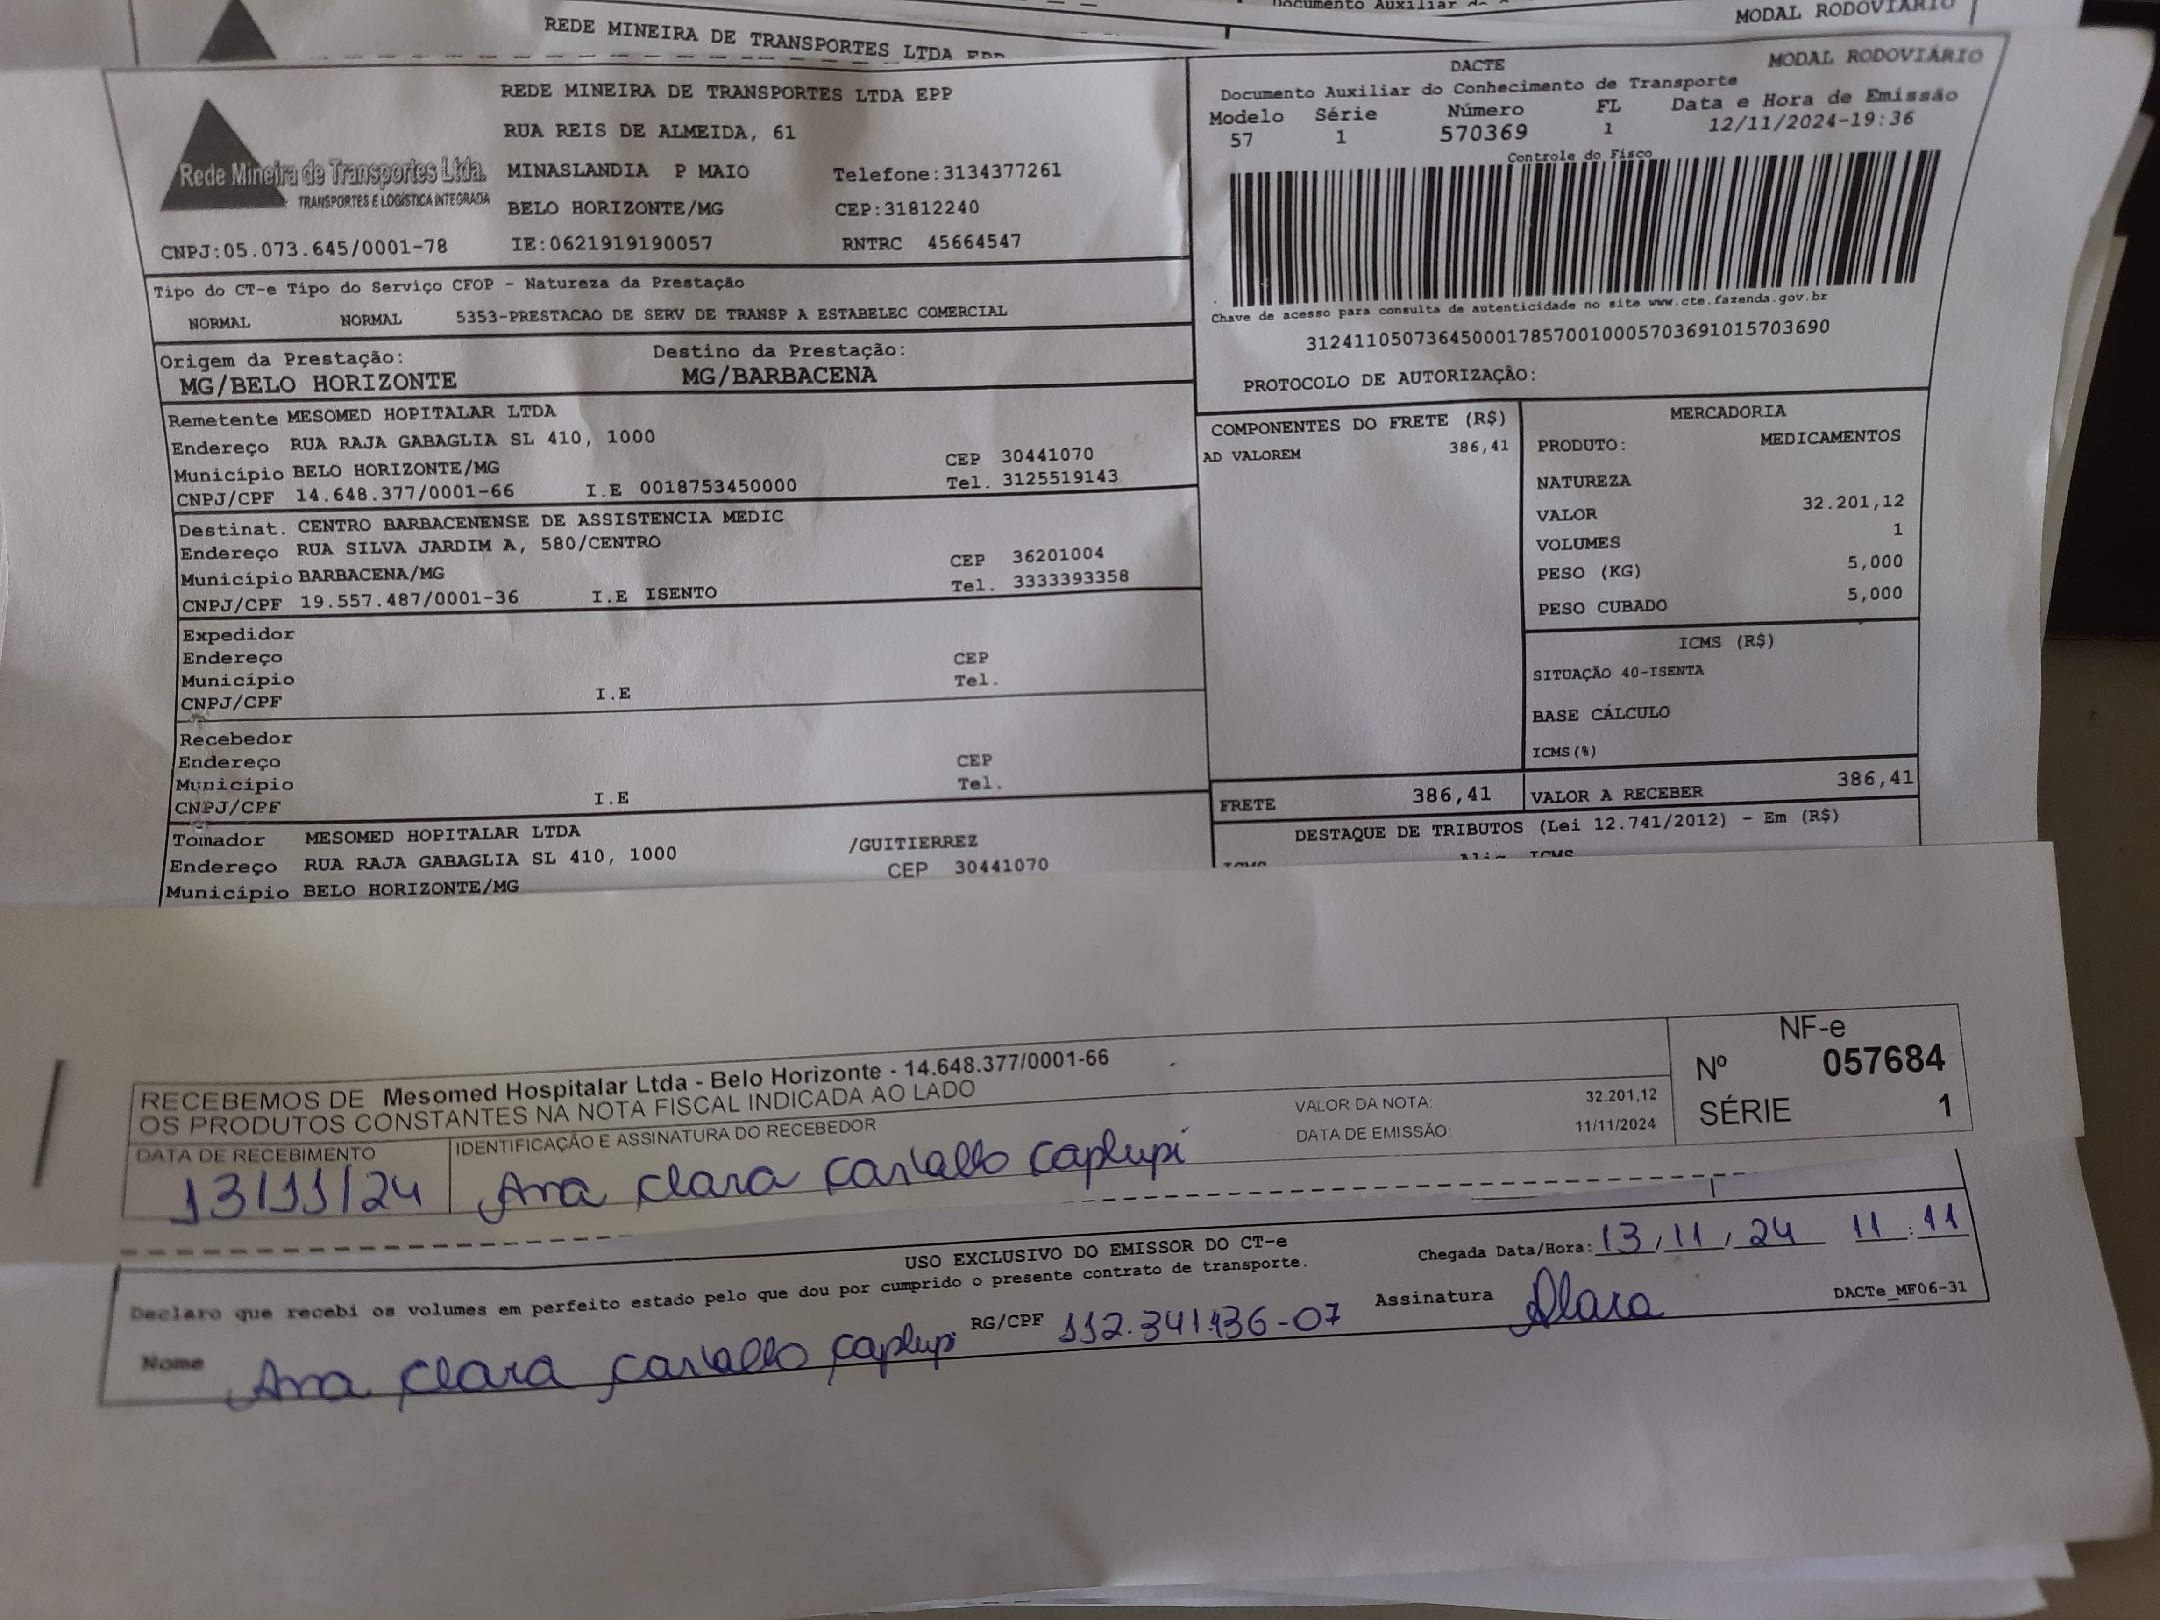 Documento Auxiliar
MODAL RODOVIÁRIO
REDE MINEIRA DE TRANSPORTES LTDA EPP
REDE MINEIRA DE TRANSPORTES LTDA EPP
RUA REIS DE ALMEIDA, 61
MINASLANDIA P MAIO Telefone:3134377261
BELO HORIZONTE/MG CEP:31812240
CNPJ:05.073.645/0001-78 IE:0621919190057 RNTRC 45664547
Rede Mineira de Transportes Ltda.
TRANSPORTES E LOGÍSTICA INTEGRADA
DACTE MODAL RODOVIÁRIO
Documento Auxiliar do Conhecimento de Transporte
Modelo Série Número FL Data e Hora de Emissão
57 1 570369 1 12/11/2024-19:36
Controle do Fisco
Chave de acesso para consulta de autenticidade no site www.cte.fazenda.gov.br
31241105073645000178570010005703691015703690
PROTOCOLO DE AUTORIZAÇÃO:
Tipo do CT-e Tipo do Serviço CFOP - Natureza da Prestação
NORMAL NORMAL 5353-PRESTACAO DE SERV DE TRANSP A ESTABELEC COMERCIAL
Origem da Prestação: Destino da Prestação:
MG/BELO HORIZONTE MG/BARBACENA
Remetente MESOMED HOPITALAR LTDA
Endereço RUA RAJA GABAGLIA SL 410, 1000
Município BELO HORIZONTE/MG CEP 30441070
CNPJ/CPF 14.648.377/0001-66 I.E 0018753450000 Tel. 3125519143
Destinat. CENTRO BARBACENENSE DE ASSISTENCIA MEDIC
Endereço RUA SILVA JARDIM A, 580/CENTRO
Município BARBACENA/MG CEP 36201004
CNPJ/CPF 19.557.487/0001-36 I.E ISENTO Tel. 3333393358
Expedidor
Endereço CEP
Município Tel.
CNPJ/CPF I.E
Recebedor
Endereço CEP
Município Tel.
CNPJ/CPF I.E
Tomador MESOMED HOPITALAR LTDA /GUITIERREZ
Endereço RUA RAJA GABAGLIA SL 410, 1000 CEP 30441070
Município BELO HORIZONTE/MG
COMPONENTES DO FRETE (R$)
AD VALOREM 386,41
FRETE 386,41
MERCADORIA
PRODUTO: MEDICAMENTOS
NATUREZA
VALOR 32.201,12
VOLUMES 1
PESO (KG) 5,000
PESO CUBADO 5,000
ICMS (R$)
SITUAÇÃO 40-ISENTA
BASE CÁLCULO
ICMS(%)
VALOR A RECEBER 386,41
DESTAQUE DE TRIBUTOS (Lei 12.741/2012) - Em (R$)
RECEBEMOS DE Mesomed Hospitalar Ltda - Belo Horizonte - 14.648.377/0001-66
OS PRODUTOS CONSTANTES NA NOTA FISCAL INDICADA AO LADO
VALOR DA NOTA: 32.201,12
DATA DE EMISSÃO: 11/11/2024
NF-e
Nº 057684
SÉRIE 1
DATA DE RECEBIMENTO IDENTIFICAÇÃO E ASSINATURA DO RECEBEDOR
13/11/24 Ana Clara Carvalho Caplupi
USO EXCLUSIVO DO EMISSOR DO CT-e
Chegada Data/Hora: 13/11/24 11:11
Declaro que recebi os volumes em perfeito estado pelo que dou por cumprido o presente contrato de transporte.
Nome Ana Clara Carvalho Caplupi RG/CPF 112.341.136-07 Assinatura Clara
DACTe_MF06-31